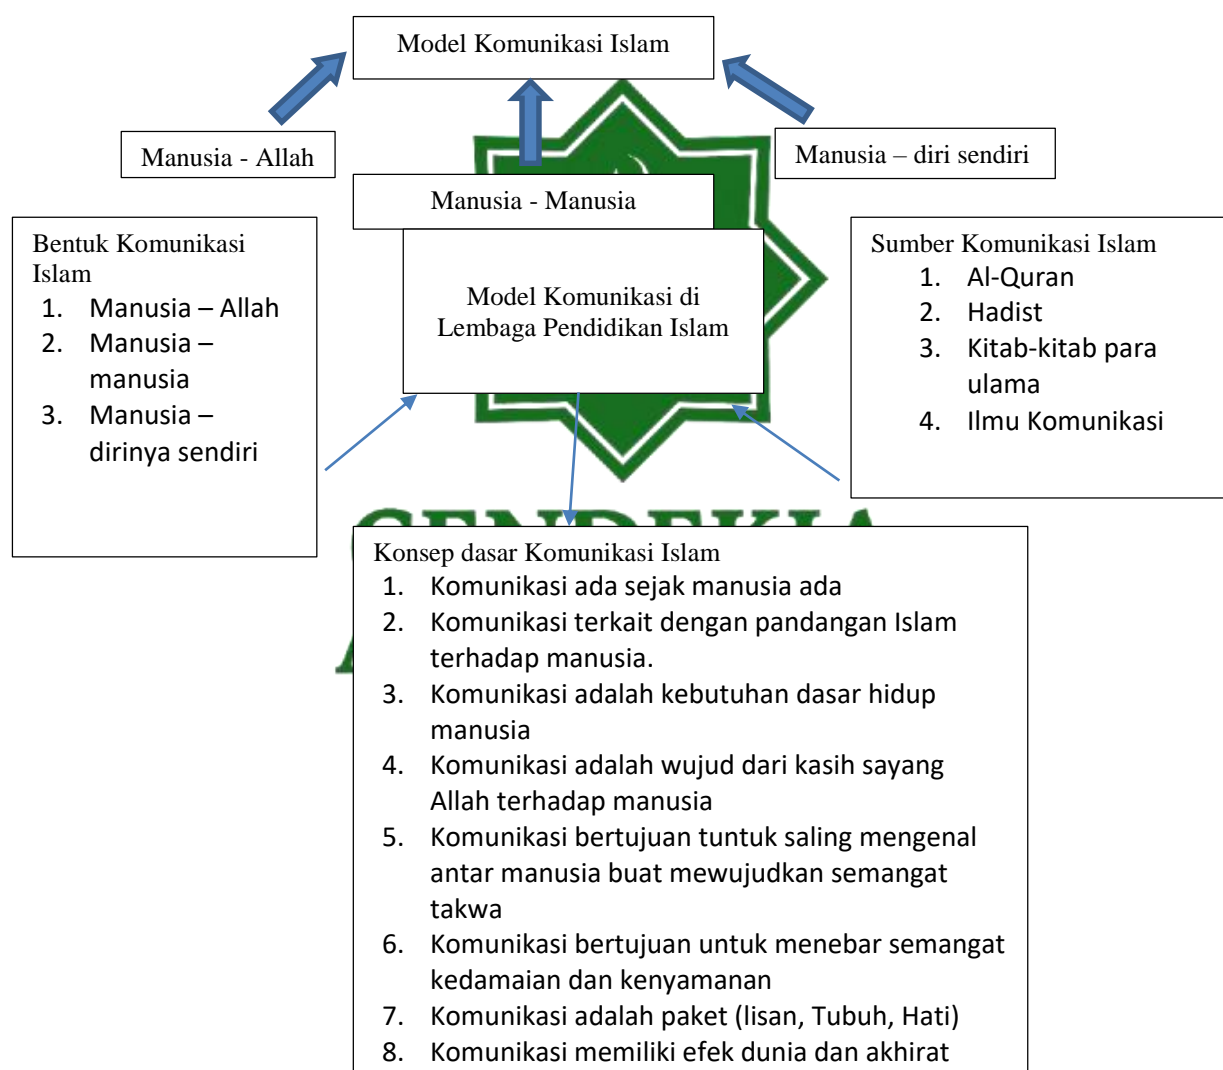 Model Komunikasi Islam
Manusia - Allah
Manusia – diri sendiri
Manusia - Manusia
Bentuk Komunikasi
Islam
1. Manusia – Allah
2. Manusia –
manusia
3. Manusia –
dirinya sendiri
Model Komunikasi di
Lembaga Pendidikan Islam
Sumber Komunikasi Islam
1. Al-Quran
2. Hadist
3. Kitab-kitab para
ulama
4. Ilmu Komunikasi
Konsep dasar Komunikasi Islam
1. Komunikasi ada sejak manusia ada
2. Komunikasi terkait dengan pandangan Islam
terhadap manusia.
3. Komunikasi adalah kebutuhan dasar hidup
manusia
4. Komunikasi adalah wujud dari kasih sayang
Allah terhadap manusia
5. Komunikasi bertujuan tuntuk saling mengenal
antar manusia buat mewujudkan semangat
takwa
6. Komunikasi bertujuan untuk menebar semangat
kedamaian dan kenyamanan
7. Komunikasi adalah paket (lisan, Tubuh, Hati)
8. Komunikasi memiliki efek dunia dan akhirat